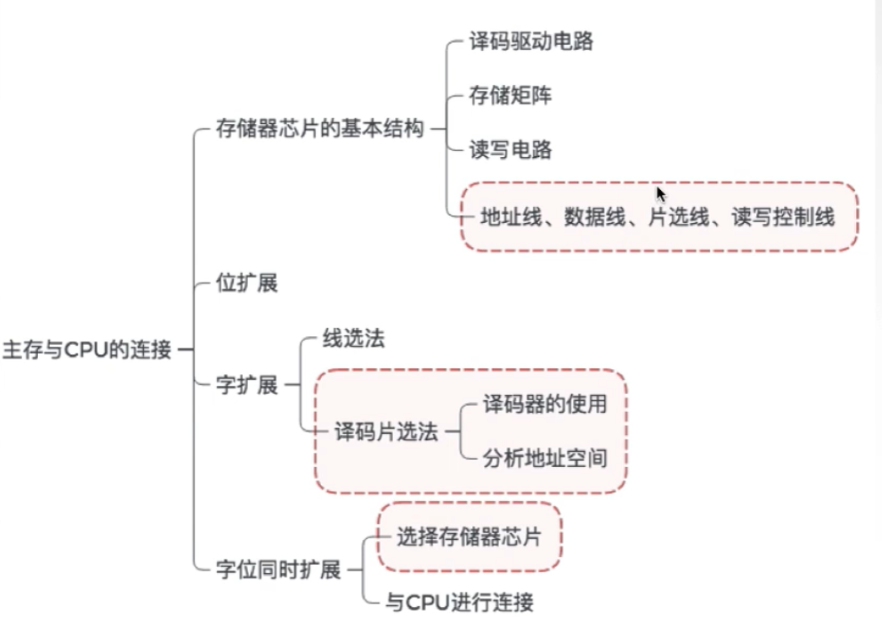 译码驱动电路
存储矩阵
存储器芯片的基本结构
读写电路
地址线、数据线、片选线、读写控制线
位扩展
主存与CPU的连接
线选法
字扩展
译码器的使用
译码片选法
分析地址空间
选择存储器芯片
字位同时扩展
与CPU进行连接